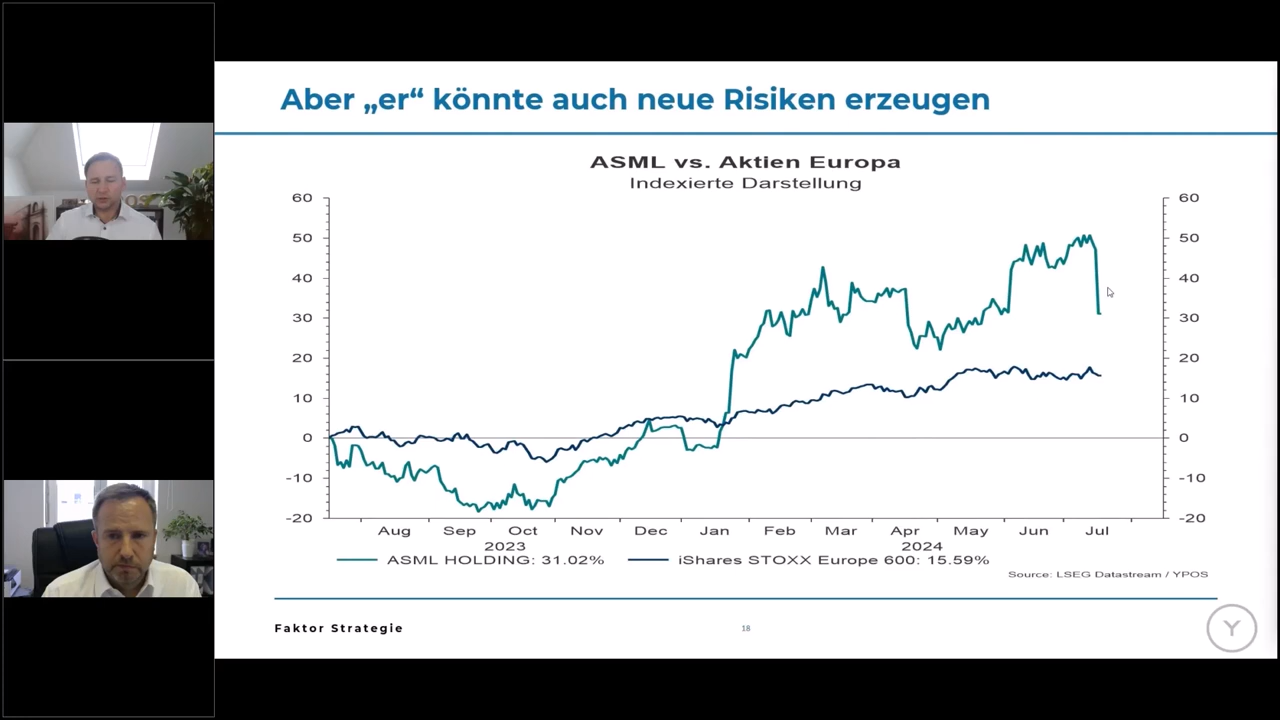 Aber „er“ könnte auch neue Risiken erzeugen
ASML vs. Aktien Europa
Indexierte Darstellung
60 60
50 50
40 40
30 30
20 20
10 10
0 0
-10 -10
-20 -20
Aug Sep Oct Nov Dec Jan Feb Mar Apr May Jun Jul
2023 2024
ASML HOLDING: 31.02% iShares STOXX Europe 600: 15.59%
Source: LSEG Datastream / YPOS
Faktor Strategie 18 Y